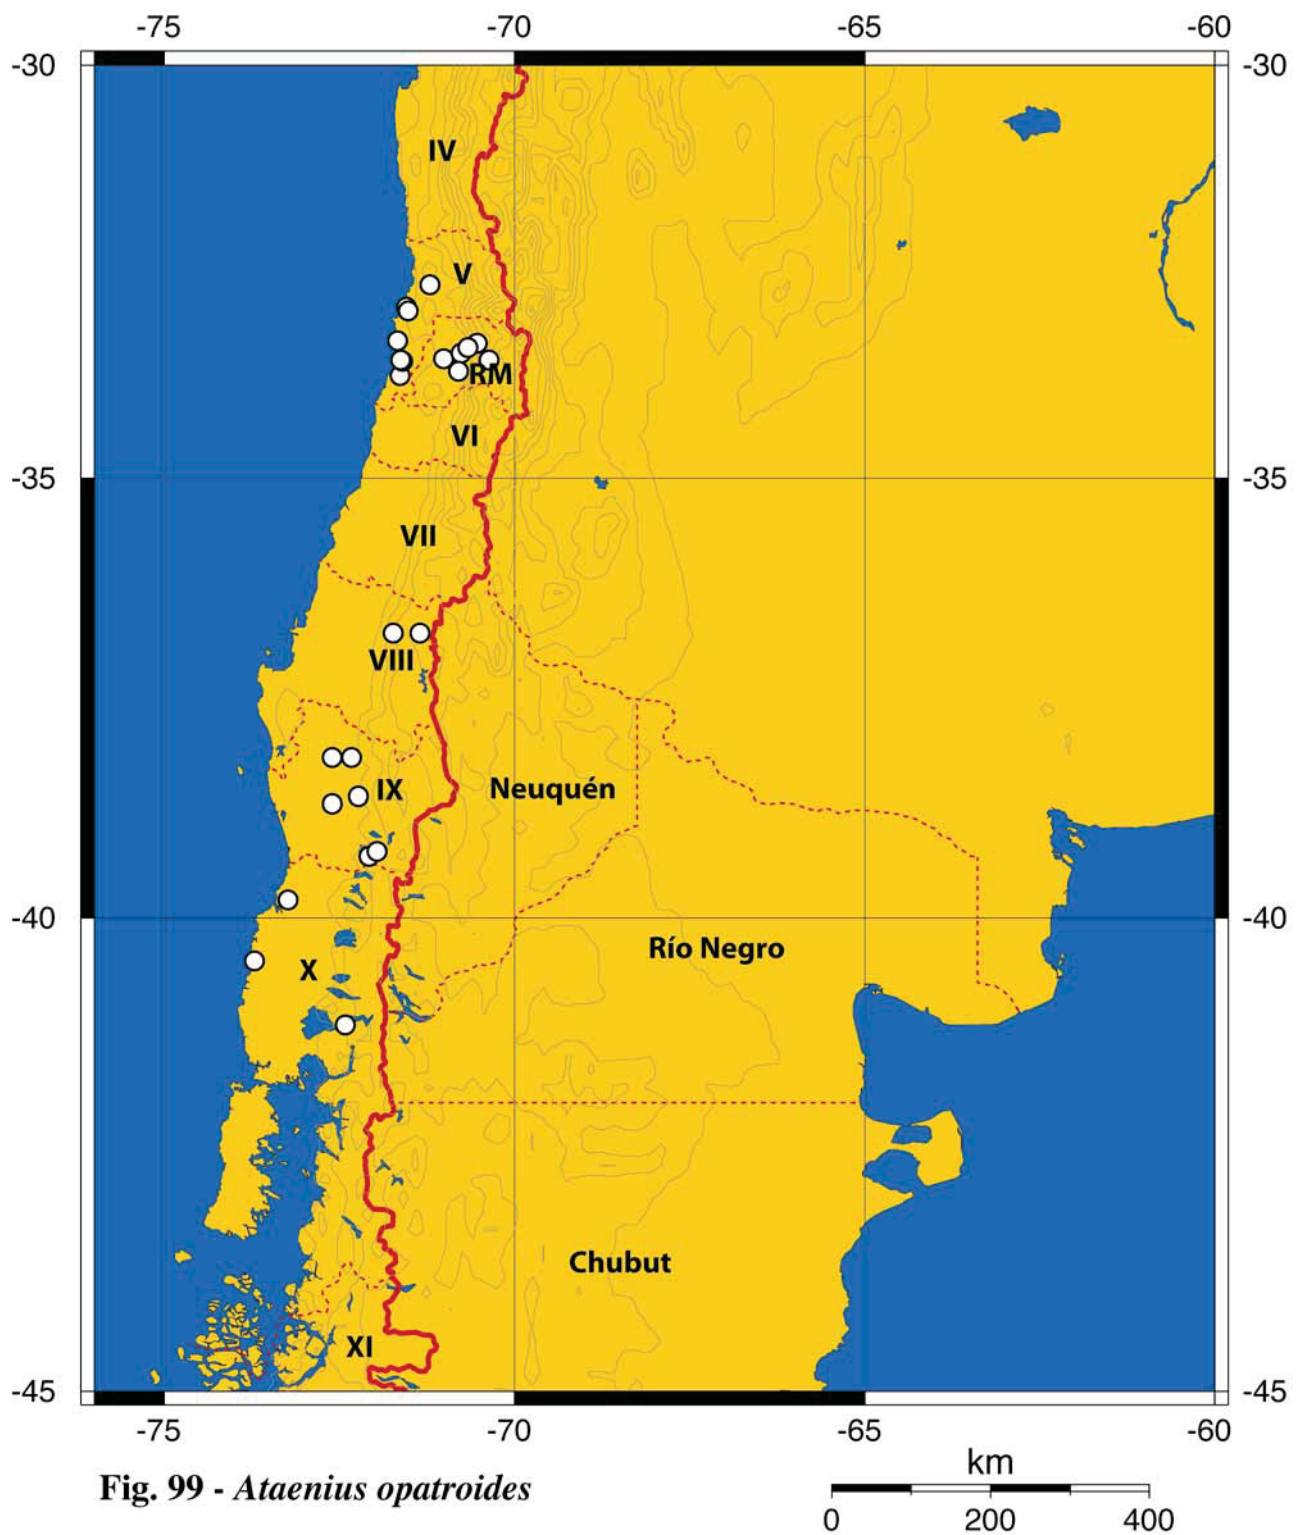 -75 -70 -65 -60
-30 -30
IV
V
RM
VI
-35 -35
VII
VIII
IX
Neuquén
-40 -40
Río Negro
X
Chubut
XI
-45 -45
-75 -70 -65 -60
km
Fig. 99 - Ataenius opatroides
0 200 400